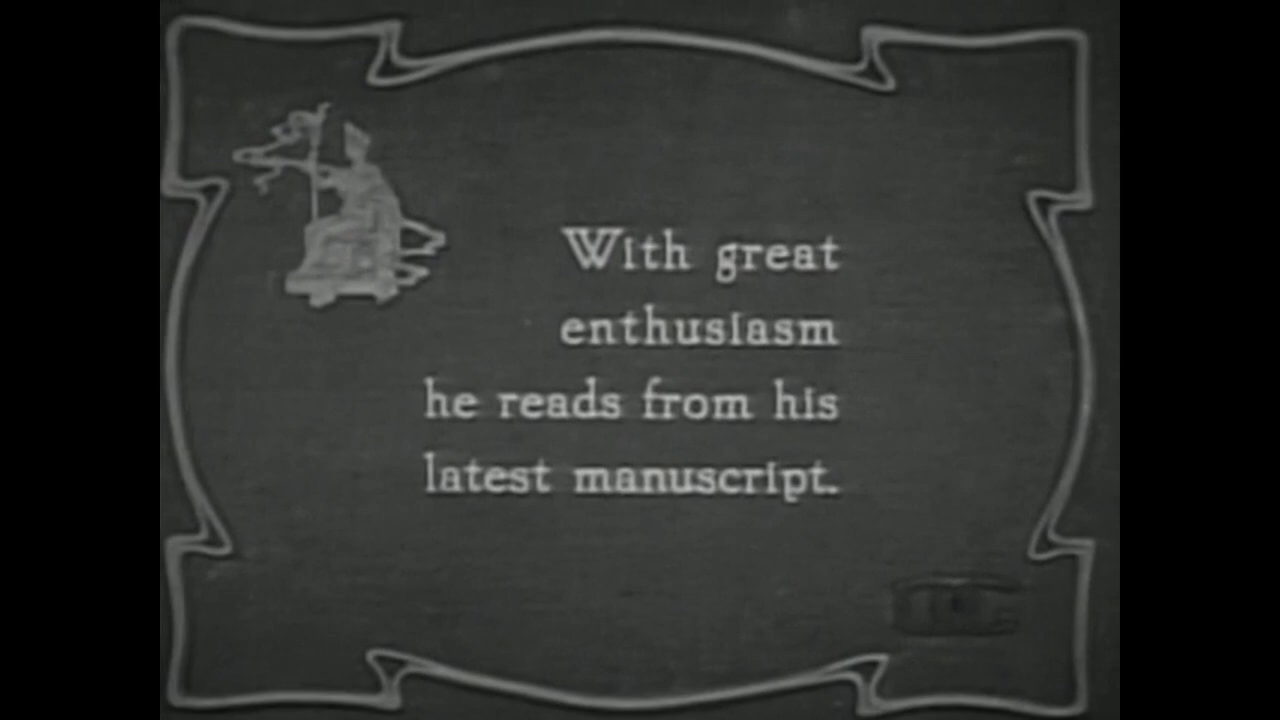 With great
enthusiasm
he reads from his
latest manuscript.